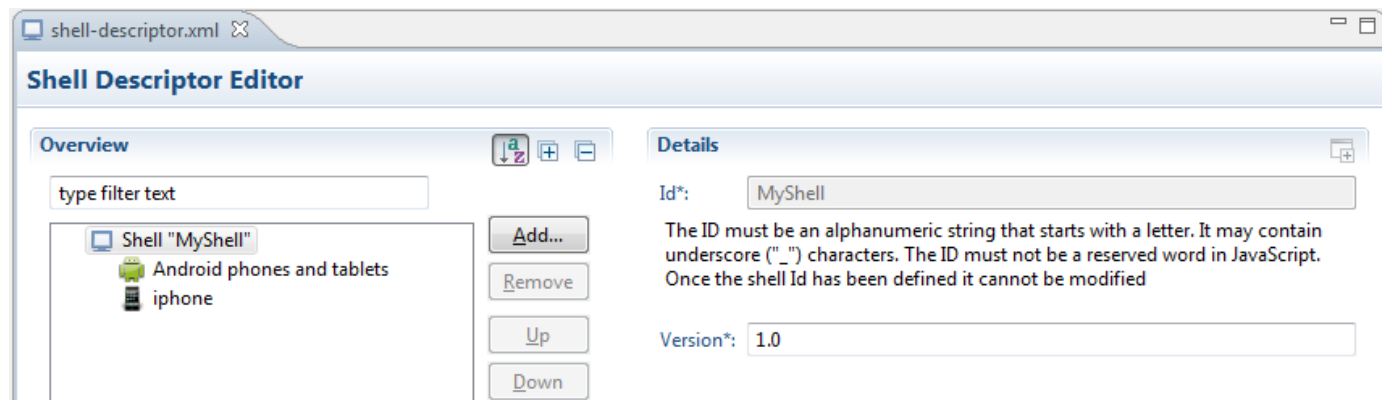 shell-descriptor.xml
Shell Descriptor Editor
Overview
a
z
type filter text
Shell "MyShell"
Android phones and tablets
iphone
Add...
Remove
Up
Down
Details
Id*:
MyShell
The ID must be an alphanumeric string that starts with a letter. It may contain
underscore ("_") characters. The ID must not be a reserved word in JavaScript.
Once the shell Id has been defined it cannot be modified
Version*:
1.0